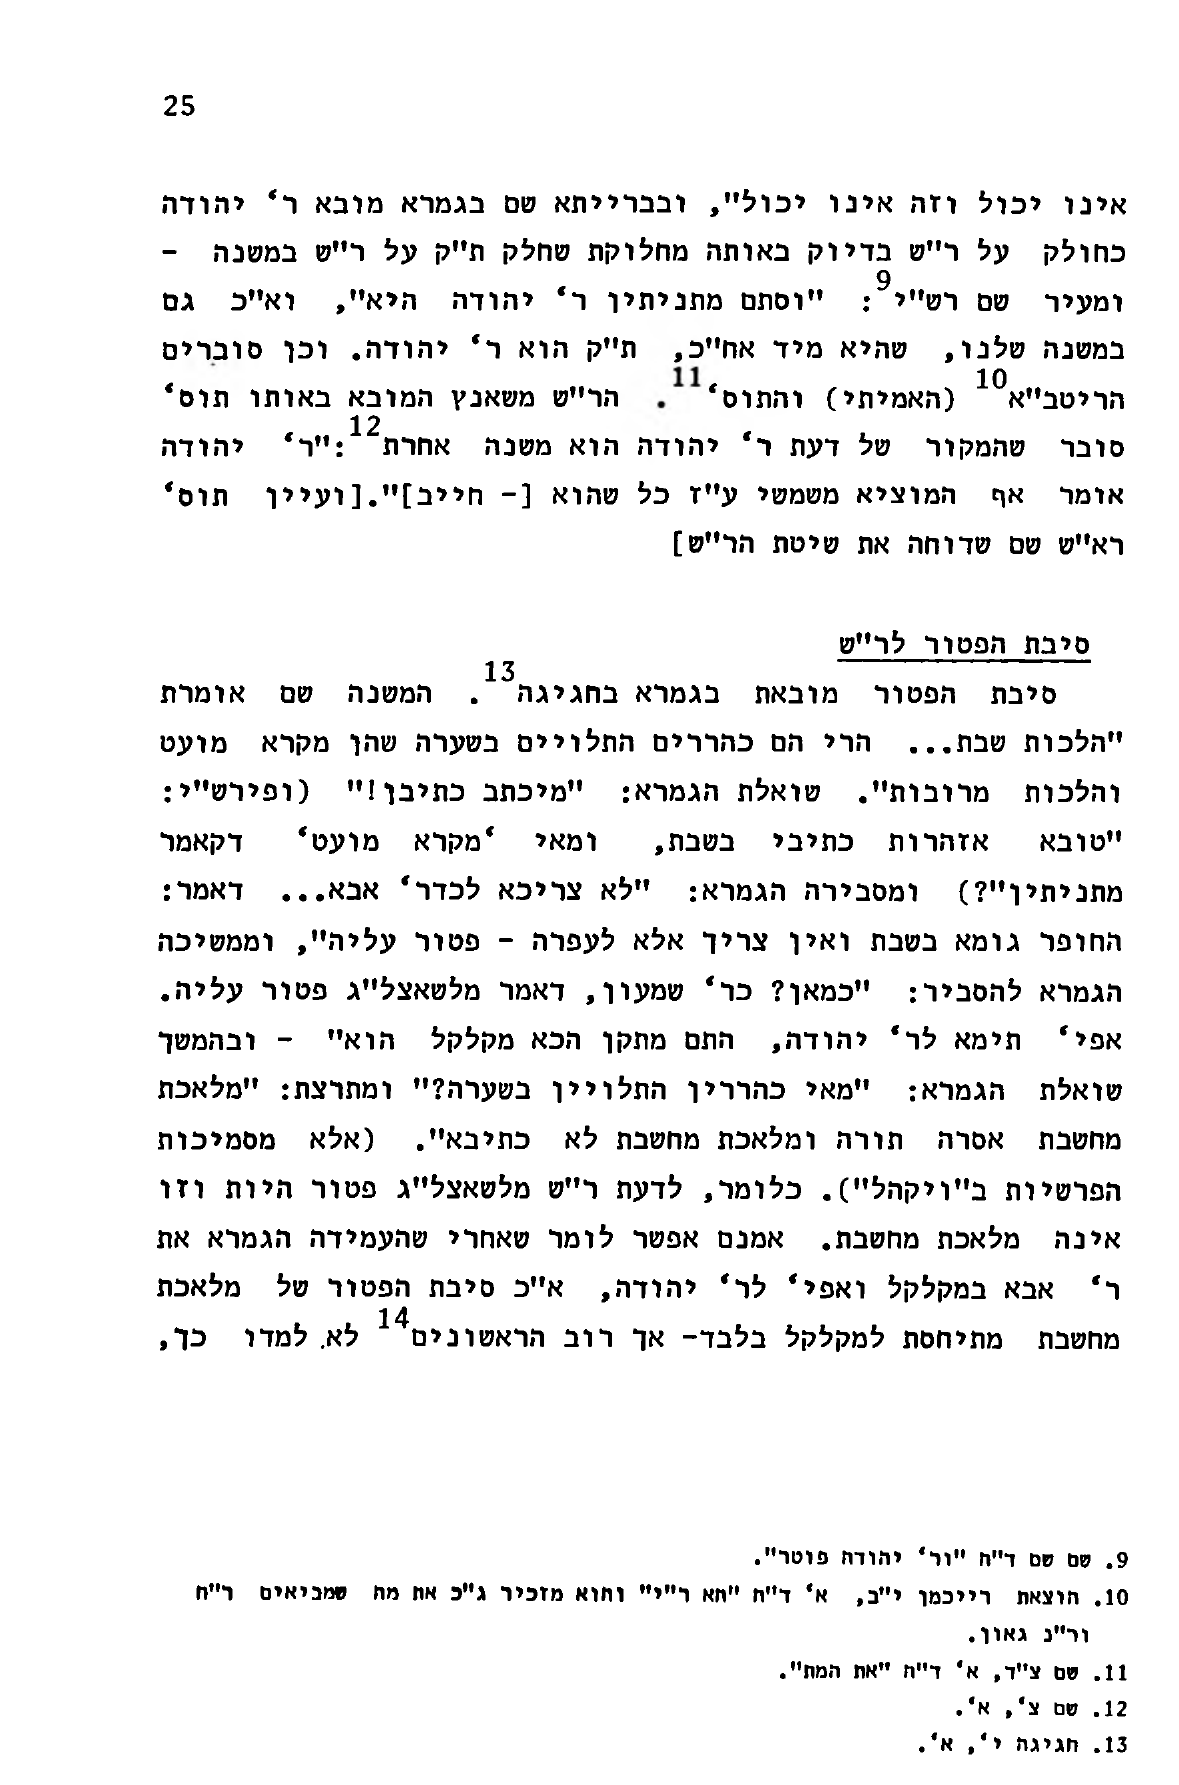 25
אינו יכול וזה אינו יכול", ובברייתא שם בגמרא מובא ר' יהודה
כחולק על ר"ש בדיוק באותה מחלוקת שחלק ת"ק על ר"ש במשנה -
ומעיר שם רש"י9: "וסתם מתניתין ר' יהודה היא", וא"כ גם
במשנה שלנו, שהיא מיד אח"כ, ת"ק הוא ר' יהודה. וכן סוברים
הריטב"א10 (האמיתי) והתוס'11. הר"ש משאנץ המובא באותו תוס'
סובר שהמקור של דעת ר' יהודה הוא משנה אחרת12:"ר' יהודה
אומר אף המוציא משמשי ע"ז כל שהוא [- חייב]".[ועיין תוס'
רא"ש שם שדוחה את שיטת הר"ש]
סיבת הפטור לר"ש
סיבת הפטור מובאת בגמרא בחגיגה13. המשנה שם אומרת
"הלכות שבת... הרי הם כהררים התלויים בשערה שהן מקרא מועט
והלכות מרובות". שואלת הגמרא: "מיכתב כתיבן!" (ופירש"י:
"טובא אזהרות כתיבי בשבת, ומאי 'מקרא מועט' דקאמר
מתניתין"?) ומסבירה הגמרא: "לא צריכא לכדר' אבא... דאמר:
החופר גומא בשבת ואין צריך אלא לעפרה - פטור עליה", וממשיכה
הגמרא להסביר: "כמאן? כר' שמעון, דאמר מלשאצל"ג פטור עליה.
אפי' תימא לר' יהודה, התם מתקן הכא מקלקל הוא" - ובהמשך
שואלת הגמרא: "מאי כהררין התלויין בשערה?" ומתרצת: "מלאכת
מחשבת אסרה תורה ומלאכת מחשבת לא כתיבא". (אלא מסמיכות
הפרשיות ב"ויקהל"). כלומר, לדעת ר"ש מלשאצל"ג פטור היות וזו
אינה מלאכת מחשבת. אמנם אפשר לומר שאחרי שהעמידה הגמרא את
ר' אבא במקלקל ואפי' לר' יהודה, א"כ סיבת הפטור של מלאכת
מחשבת מתיחסת למקלקל בלבד- אך רוב הראשונים14 לא למדו כך,
9. שם שם ד"ה "ור' יהודה פוטר".
10. הוצאת רייכמן י"ב, א' ד"ה "הא ר"י" והוא מזכיר ג"כ את מה שמביאים ר"ח
ור"נ גאון.
11. שם צ"ד, א' ד"ה "את המת".
12. שם צ', א'.
13. חגיגה י', א'.